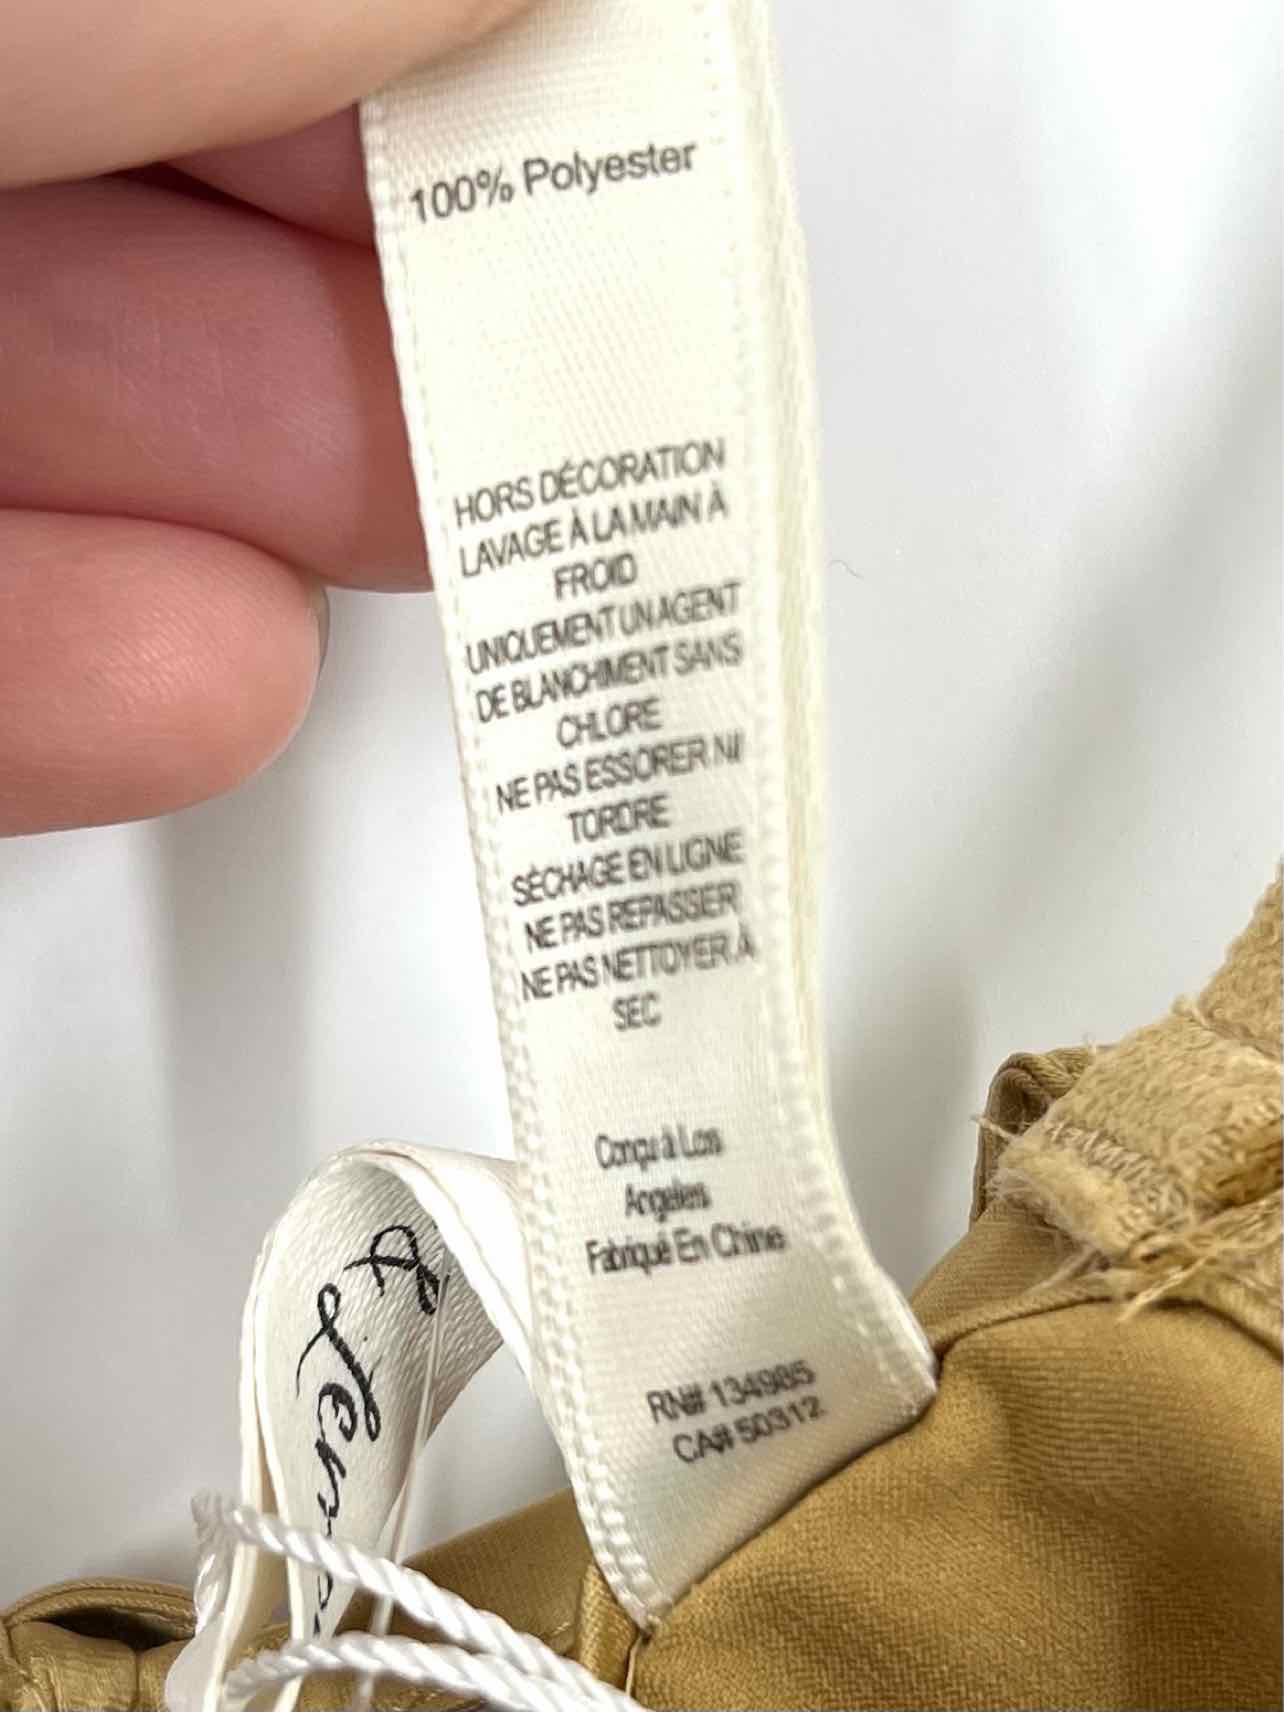 100% Polyester
HORS DÉCORATION
LAVAGE À LA MAIN À
FROID
UNIQUEMENT UN AGENT
DE BLANCHIMENT SANS
CHLORE
NE PAS ESSORER NI
TORDRE
SÉCHAGE EN LIGNE
NE PAS REPASSER
NE PAS NETTOYER À
SEC
Conçu à Los
Angeles
Fabriqué En Chine
RN# 134985
CA# 50312
&